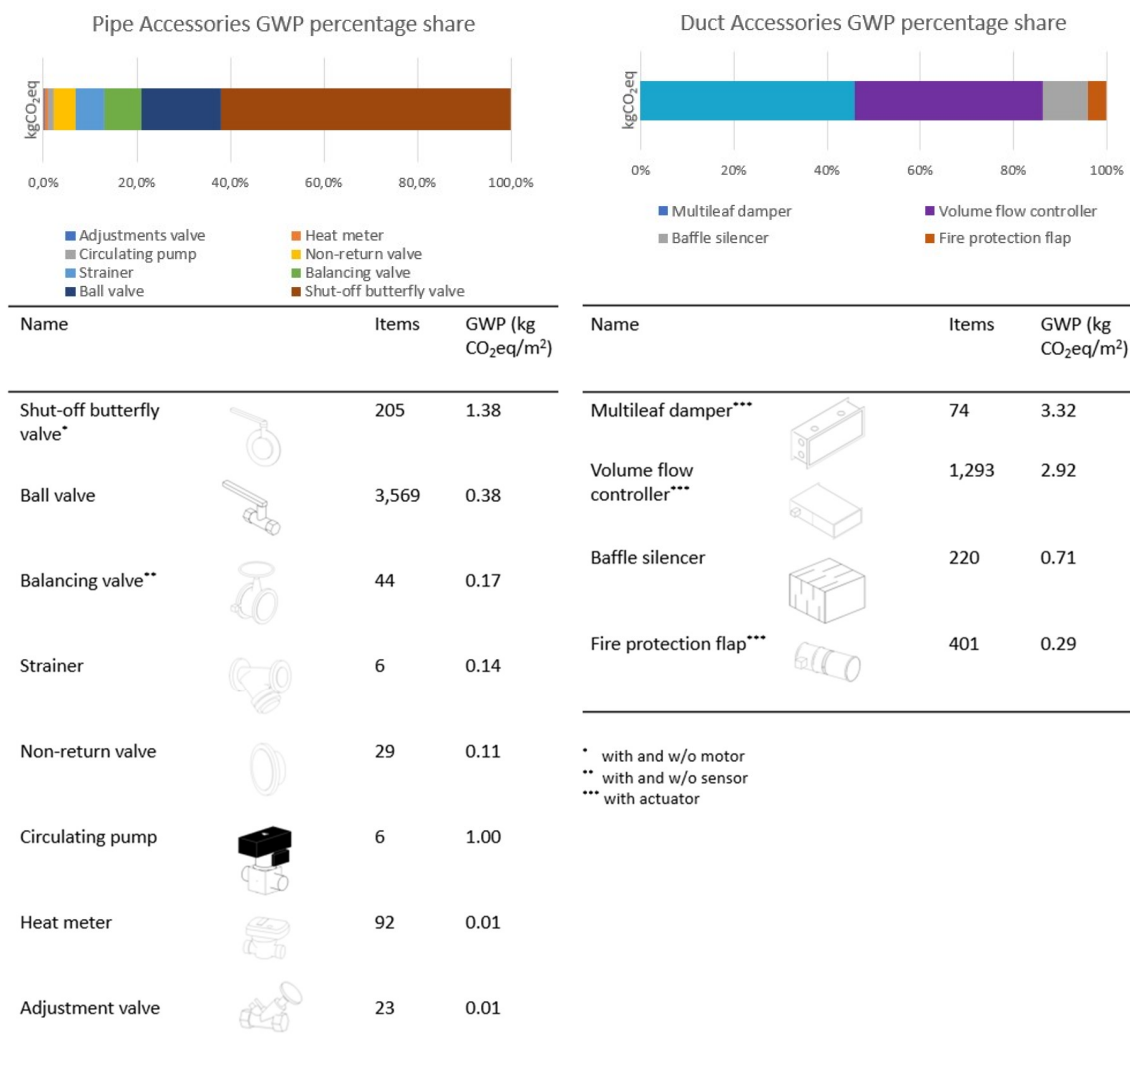 Pipe Accessories GWP percentage share
kgCO₂eq
0,0%
20,0%
40,0%
60,0%
80,0%
100,0%
Adjustments valve
Heat meter
Circulating pump
Non-return valve
Strainer
Balancing valve
Ball valve
Shut-off butterfly valve
Name Items GWP (kg
CO₂eq/m²)
Shut-off butterfly 205 1.38
valve*
Ball valve 3,569 0.38
Balancing valve** 44 0.17
Strainer 6 0.14
Non-return valve 29 0.11
Circulating pump 6 1.00
Heat meter 92 0.01
Adjustment valve 23 0.01
Duct Accessories GWP percentage share
kgCO₂eq
0%
20%
40%
60%
80%
100%
Multileaf damper
Volume flow controller
Baffle silencer
Fire protection flap
Name Items GWP (kg
CO₂eq/m²)
Multileaf damper*** 74 3.32
Volume flow 1,293 2.92
controller***
Baffle silencer 220 0.71
Fire protection flap*** 401 0.29
* with and w/o motor
** with and w/o sensor
*** with actuator